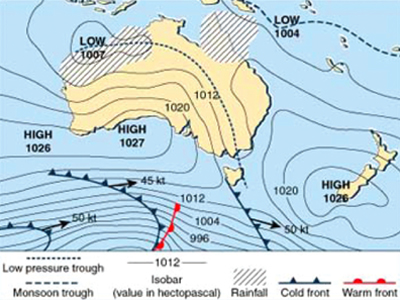 LOW
1004
LOW
1007
1012
1020
HIGH
1026
HIGH
1027
45 kt
1020
HIGH
1026
1012
50 kt
1004
50 kt
996
Low pressure trough
Monsoon trough
1012
Isobar
(value in hectopascal)
Rainfall
Cold front
Warm front